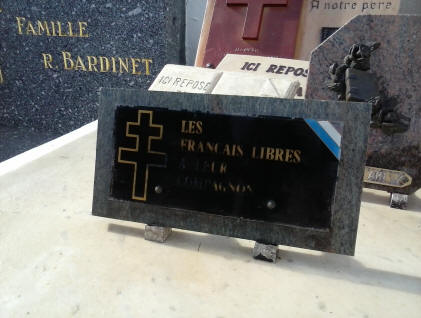 FAMILLE
R. BARDINET
A notre père
ICI REPOSE
ICI REPOSE
LES
FRANCAIS LIBRES
A LEUR
COMPAGNON